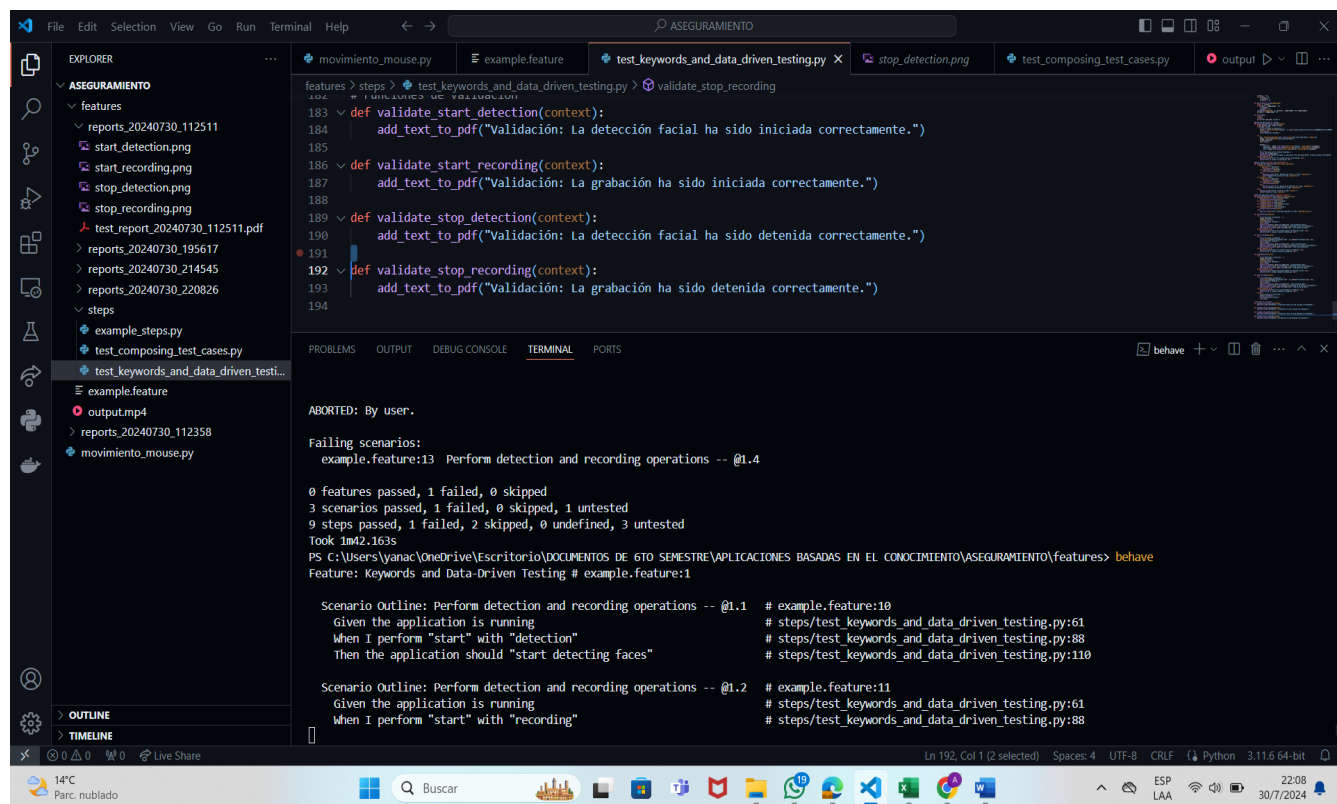 File Edit Selection View Go Run Terminal Help
ASEGURAMIENTO
EXPLORER
ASEGURAMIENTO
features
reports_20240730_112511
start_detection.png
start_recording.png
stop_detection.png
stop_recording.png
test_report_20240730_112511.pdf
reports_20240730_195617
reports_20240730_214545
reports_20240730_220826
steps
example_steps.py
test_composing_test_cases.py
test_keywords_and_data_driven_testi...
example.feature
output.mp4
reports_20240730_112358
movimiento_mouse.py
OUTLINE
TIMELINE
movimiento_mouse.py example.feature test_keywords_and_data_driven_testing.py stop_detection.png test_composing_test_cases.py output
features > steps > test_keywords_and_data_driven_testing.py > validate_stop_recording
182 # Funciones de validación
183 def validate_start_detection(context):
184 add_text_to_pdf("Validación: La detección facial ha sido iniciada correctamente.")
185
186 def validate_start_recording(context):
187 add_text_to_pdf("Validación: La grabación ha sido iniciada correctamente.")
188
189 def validate_stop_detection(context):
190 add_text_to_pdf("Validación: La detección facial ha sido detenida correctamente.")
191
192 def validate_stop_recording(context):
193 add_text_to_pdf("Validación: La grabación ha sido detenida correctamente.")
194
PROBLEMS OUTPUT DEBUG CONSOLE TERMINAL PORTS
behave
ABORTED: By user.
Failing scenarios:
example.feature:13 Perform detection and recording operations -- @1.4
0 features passed, 1 failed, 0 skipped
3 scenarios passed, 1 failed, 0 skipped, 1 untested
9 steps passed, 1 failed, 2 skipped, 0 undefined, 3 untested
Took 1m42.163s
PS C:\Users\yanac\OneDrive\Escritorio\DOCUMENTOS DE 6TO SEMESTRE\APLICACIONES BASADAS EN EL CONOCIMIENTO\ASEGURAMIENTO\features> behave
Feature: Keywords and Data-Driven Testing # example.feature:1
Scenario Outline: Perform detection and recording operations -- @1.1 # example.feature:10
Given the application is running # steps/test_keywords_and_data_driven_testing.py:61
When I perform "start" with "detection" # steps/test_keywords_and_data_driven_testing.py:88
Then the application should "start detecting faces" # steps/test_keywords_and_data_driven_testing.py:110
Scenario Outline: Perform detection and recording operations -- @1.2 # example.feature:11
Given the application is running # steps/test_keywords_and_data_driven_testing.py:61
When I perform "start" with "recording" # steps/test_keywords_and_data_driven_testing.py:88
0 0 0 Live Share
Ln 192, Col 1 (2 selected) Spaces: 4 UTF-8 CRLF Python 3.11.6 64-bit
14°C
Parc. nublado
Buscar
19
ESP
LAA
22:08
30/7/2024